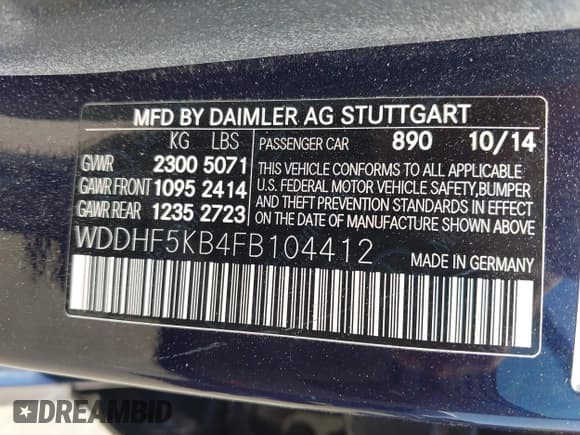 MFD BY DAIMLER AG STUTTGART
KG LBS PASSENGER CAR 890 10/14
GVWR 2300 5071
GAWR FRONT 1095 2414
GAWR REAR 1235 2723
THIS VEHICLE CONFORMS TO ALL APPLICABLE
U.S. FEDERAL MOTOR VEHICLE SAFETY,BUMPER
AND THEFT PREVENTION STANDARDS IN EFFECT
ON THE DATE OF MANUFACTURE SHOWN ABOVE
WDDHF5KB4FB104412
MADE IN GERMANY
DREAMBID